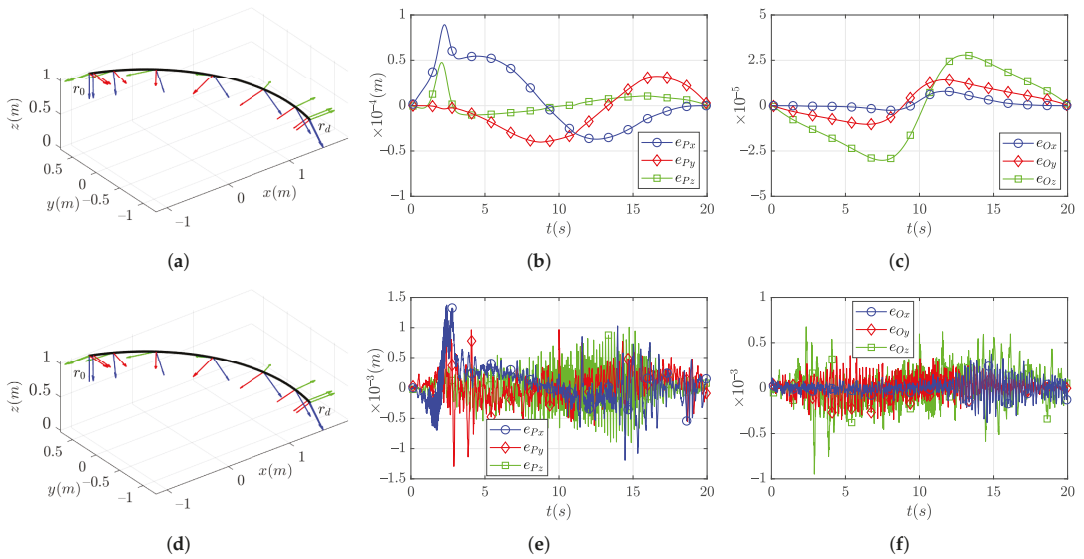 1
0.5
0
z(m)
r0
rd
0
−0.5
−1
y(m)
−1
0
1
x(m)
(a)
1
0.5
0
−0.5
−1
×10−4(m)
ePx
ePy
ePz
0 5 10 15 20
t(s)
(b)
5
2.5
0
−2.5
−5
×10−5
eOx
eOy
eOz
0 5 10 15 20
t(s)
(c)
1
0.5
0
z(m)
r0
rd
0
−0.5
−1
y(m)
−1
0
1
x(m)
(d)
1.5
1
0.5
0
−0.5
−1
−1.5
×10−3(m)
ePx
ePy
ePz
0 5 10 15 20
t(s)
(e)
1
0.5
0
−0.5
−1
×10−3
eOx
eOy
eOz
0 5 10 15 20
t(s)
(f)